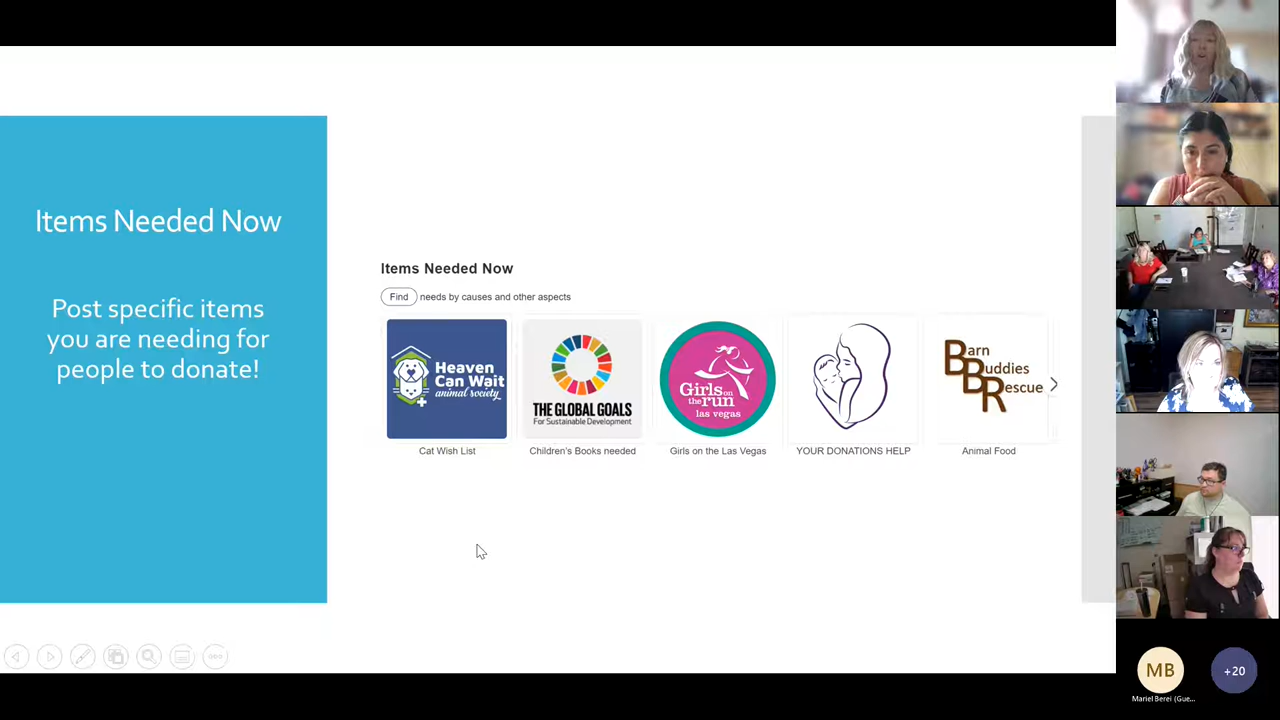 Items Needed Now
Post specific items
you are needing for
people to donate!
Items Needed Now
Find needs by causes and other aspects
Heaven
Can Wait
animal society
THE GLOBAL GOALS
For Sustainable Development
Girls on
the run
las vegas
Barn
Buddies
Rescue
Cat Wish List
Children's Books needed
Girls on the Las Vegas
YOUR DONATIONS HELP
Animal Food
MB
+20
Mariel Berei (Gue...